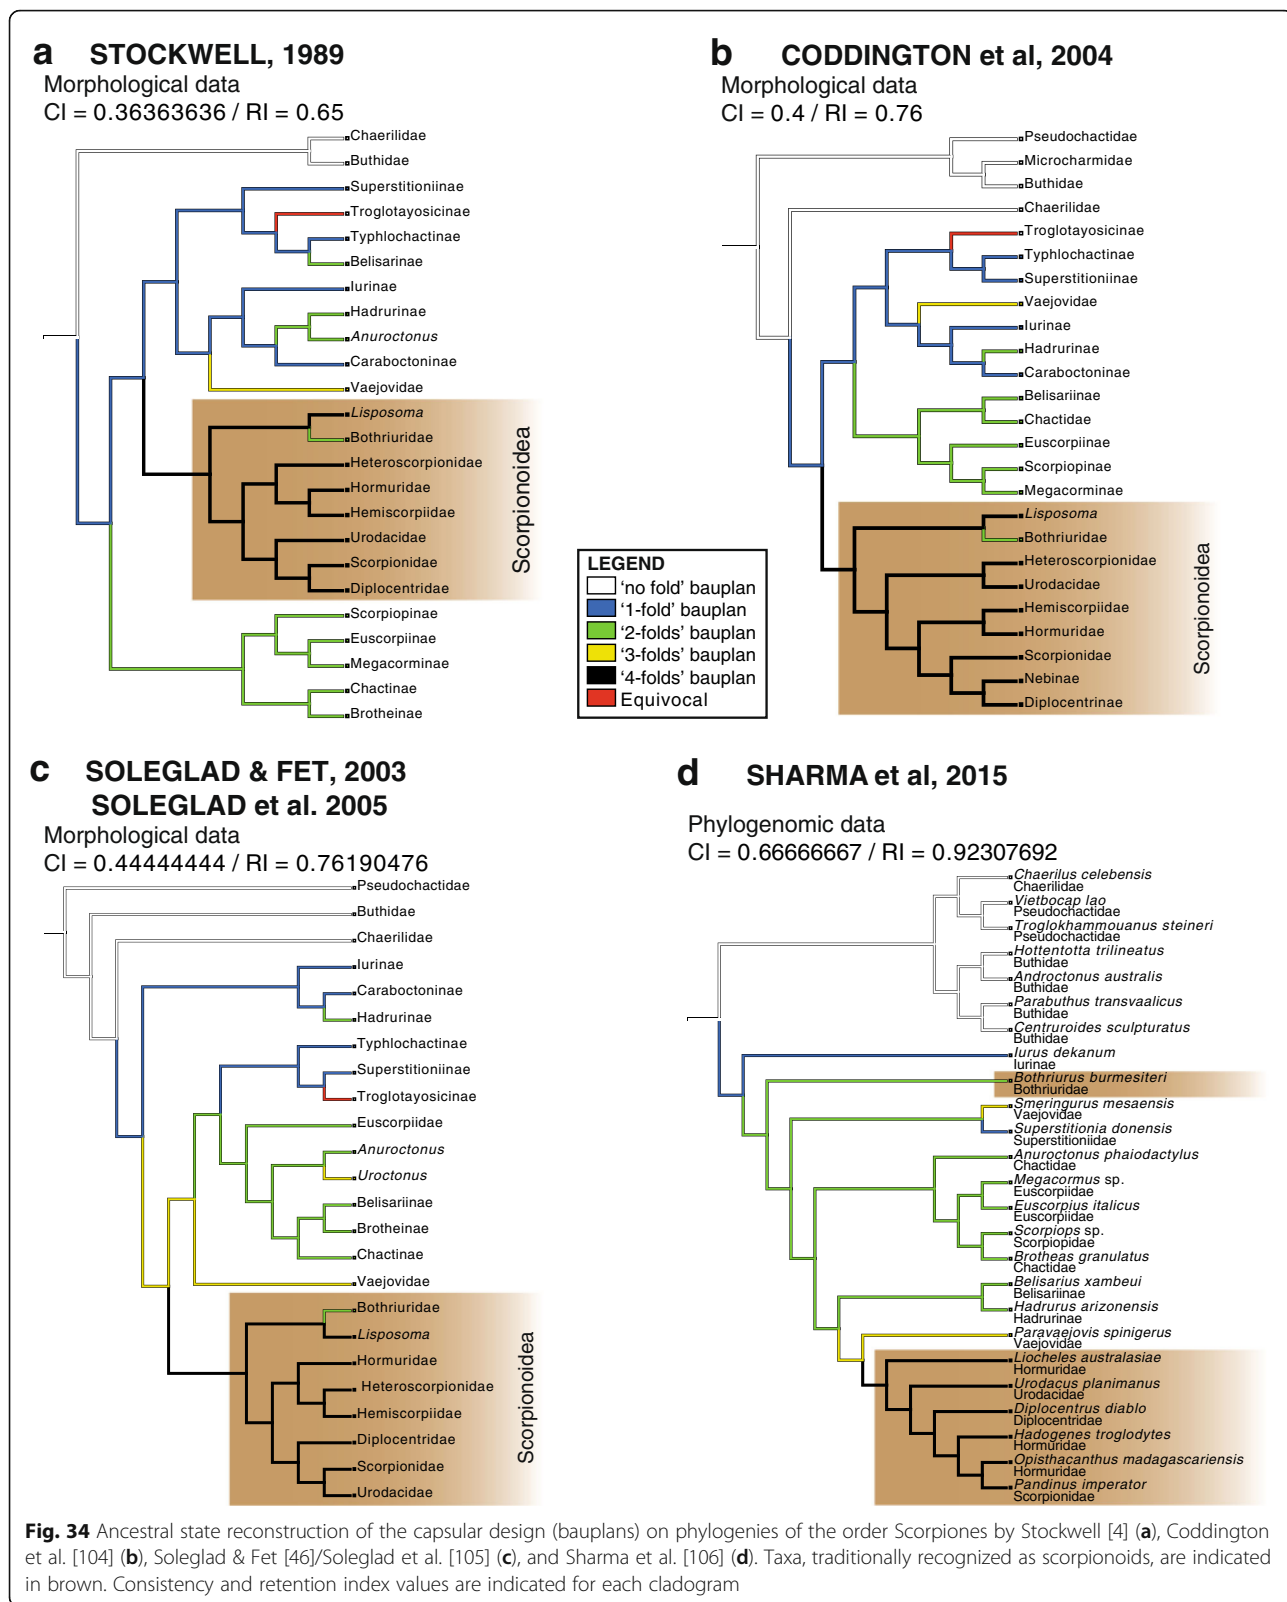 a STOCKWELL, 1989
Morphological data
CI = 0.36363636 / RI = 0.65
Chaerilidae
Buthidae
Superstitioniinae
Troglotayosicinae
Typhlochactinae
Belisarinae
Iurinae
Hadrurinae
Anuroctonus
Caraboctoninae
Vaejovidae
Lisposoma
Bothriuridae
Heteroscorpionidae
Hormuridae
Hemiscorpiidae
Urodacidae
Scorpionidae
Diplocentridae
Scorpionoidea
Scorpiopinae
Euscorpiinae
Megacorminae
Chactinae
Brotheinae
b CODDINGTON et al, 2004
Morphological data
CI = 0.4 / RI = 0.76
Pseudochactidae
Microcharmidae
Buthidae
Chaerilidae
Troglotayosicinae
Typhlochactinae
Superstitioniinae
Vaejovidae
Iurinae
Hadrurinae
Caraboctoninae
Belisariinae
Chactidae
Euscorpiinae
Scorpiopinae
Megacorminae
Lisposoma
Bothriuridae
Heteroscorpionidae
Urodacidae
Hemiscorpiidae
Hormuridae
Scorpionidae
Nebinae
Diplocentrinae
Scorpionoidea
LEGEND
'no fold' bauplan
'1-fold' bauplan
'2-folds' bauplan
'3-folds' bauplan
'4-folds' bauplan
Equivocal
c SOLEGLAD & FET, 2003
SOLEGLAD et al. 2005
Morphological data
CI = 0.44444444 / RI = 0.76190476
Pseudochactidae
Buthidae
Chaerilidae
Iurinae
Caraboctoninae
Hadrurinae
Typhlochactinae
Superstitioniinae
Troglotayosicinae
Euscorpiidae
Anuroctonus
Uroctonus
Belisariinae
Brotheinae
Chactinae
Vaejovidae
Bothriuridae
Lisposoma
Hormuridae
Heteroscorpionidae
Hemiscorpiidae
Diplocentridae
Scorpionidae
Urodacidae
Scorpionoidea
d SHARMA et al, 2015
Phylogenomic data
CI = 0.66666667 / RI = 0.92307692
Chaerilus celebensis
Chaerilidae
Vietbocap lao
Pseudochactidae
Troglokhammouanus steineri
Pseudochactidae
Hottentotta trilineatus
Buthidae
Androctonus australis
Buthidae
Parabuthus transvaalicus
Buthidae
Centruroides sculpturatus
Buthidae
Iurus dekanum
Iurinae
Bothriurus burmesiteri
Bothriuridae
Smeringurus mesaensis
Vaejovidae
Superstitionia donensis
Superstitioniidae
Anuroctonus phaiodactylus
Chactidae
Megacormus sp.
Euscorpiidae
Euscorpius italicus
Euscorpiidae
Scorpiops sp.
Scorpiopidae
Brotheas granulatus
Chactidae
Belisarius xambeui
Belisariinae
Hadrurus arizonensis
Hadrurinae
Paravaejovis spinigerus
Vaejovidae
Liocheles australasiae
Hormuridae
Urodacus planimanus
Urodacidae
Diplocentrus diablo
Diplocentridae
Hadogenes troglodytes
Hormuridae
Opisthacanthus madagascariensis
Hormuridae
Pandinus imperator
Scorpionidae
Fig. 34 Ancestral state reconstruction of the capsular design (bauplans) on phylogenies of the order Scorpiones by Stockwell [4] (a), Coddington
et al. [104] (b), Soleglad & Fet [46]/Soleglad et al. [105] (c), and Sharma et al. [106] (d). Taxa, traditionally recognized as scorpionoids, are indicated
in brown. Consistency and retention index values are indicated for each cladogram